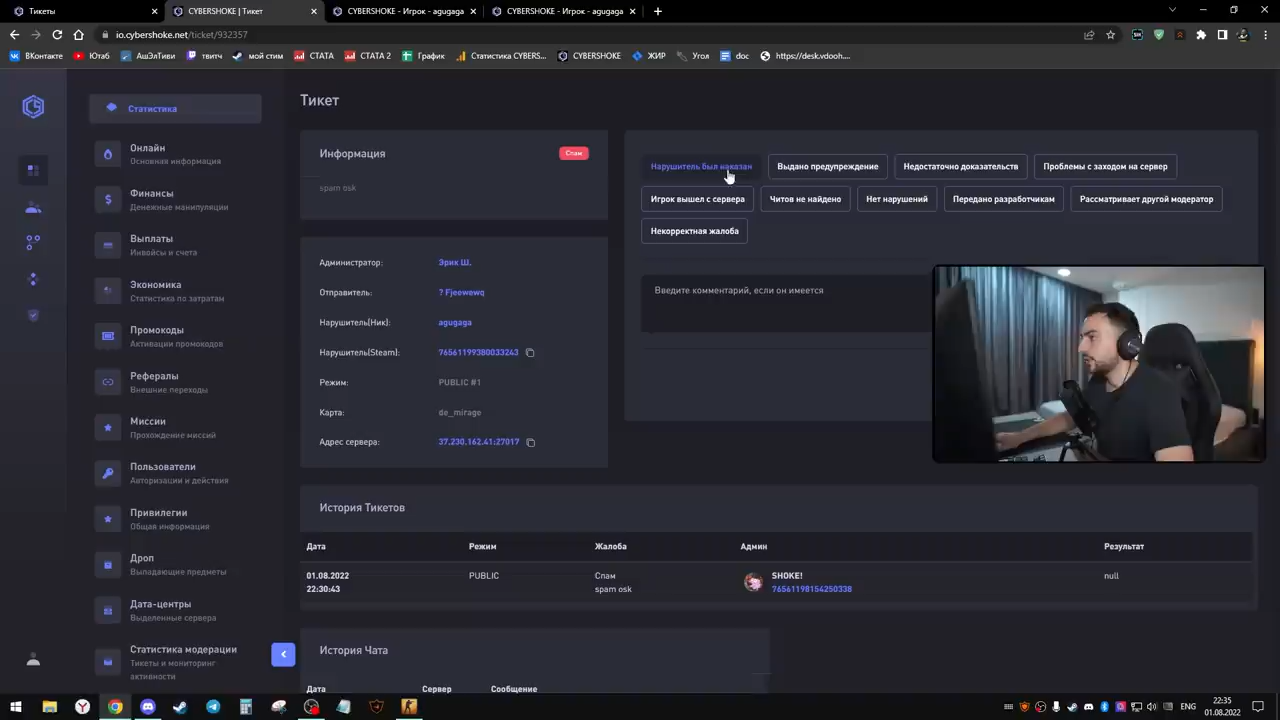 Тикеты
CYBERSHOKE | Тикет
CYBERSHOKE - Игрок - agugaga
CYBERSHOKE - Игрок - agugaga
io.cybershoke.net/ticket/932357
ВКонтакте
Ютаб
АшЭлТиви
твитч
мой стим
СТАТА
СТАТА 2
График
Статистика CYBERS...
CYBERSHOKE
ЖИР
Угол
doc
https://desk.vdooh....
Статистика
Онлайн
Основная информация
Финансы
Денежные манипуляции
Выплаты
Инвойсы и счета
Экономика
Статистика по затратам
Промокоды
Активации промокодов
Рефералы
Внешние переходы
Миссии
Прохождение миссий
Пользователи
Авторизации и действия
Привилегии
Общая информация
Дроп
Выпадающие предметы
Дата-центры
Выделенные сервера
Статистика модерации
Тикеты и мониторинг
активности
Тикет
Информация
Спам
spam osk
Администратор:
Эрик Ш.
Отправитель:
? Fjeowewq
Нарушитель(Ник):
agugaga
Нарушитель(Steam):
76561199380033243
Режим:
PUBLIC #1
Карта:
de_mirage
Адрес сервера:
37.230.162.41:27017
Нарушитель был наказан
Выдано предупреждение
Недостаточно доказательств
Проблемы с заходом на сервер
Игрок вышел с сервера
Читов не найдено
Нет нарушений
Передано разработчикам
Рассматривает другой модератор
Некорректная жалоба
Введите комментарий, если он имеется
История Тикетов
Дата
Режим
Жалоба
Админ
Результат
01.08.2022
22:30:43
PUBLIC
Спам
spam osk
SHOKE!
76561198154250338
null
История Чата
Дата
Сервер
Сообщение
ENG
22:35
01.08.2022